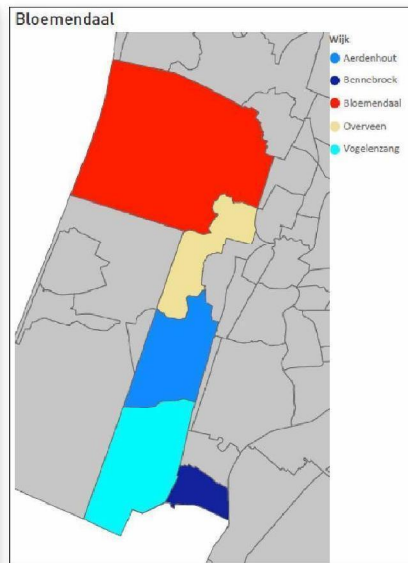 Bloemendaal
Wijk
Aerdenhout
Bennebroek
Bloemendaal
Overveen
Vogelenzang